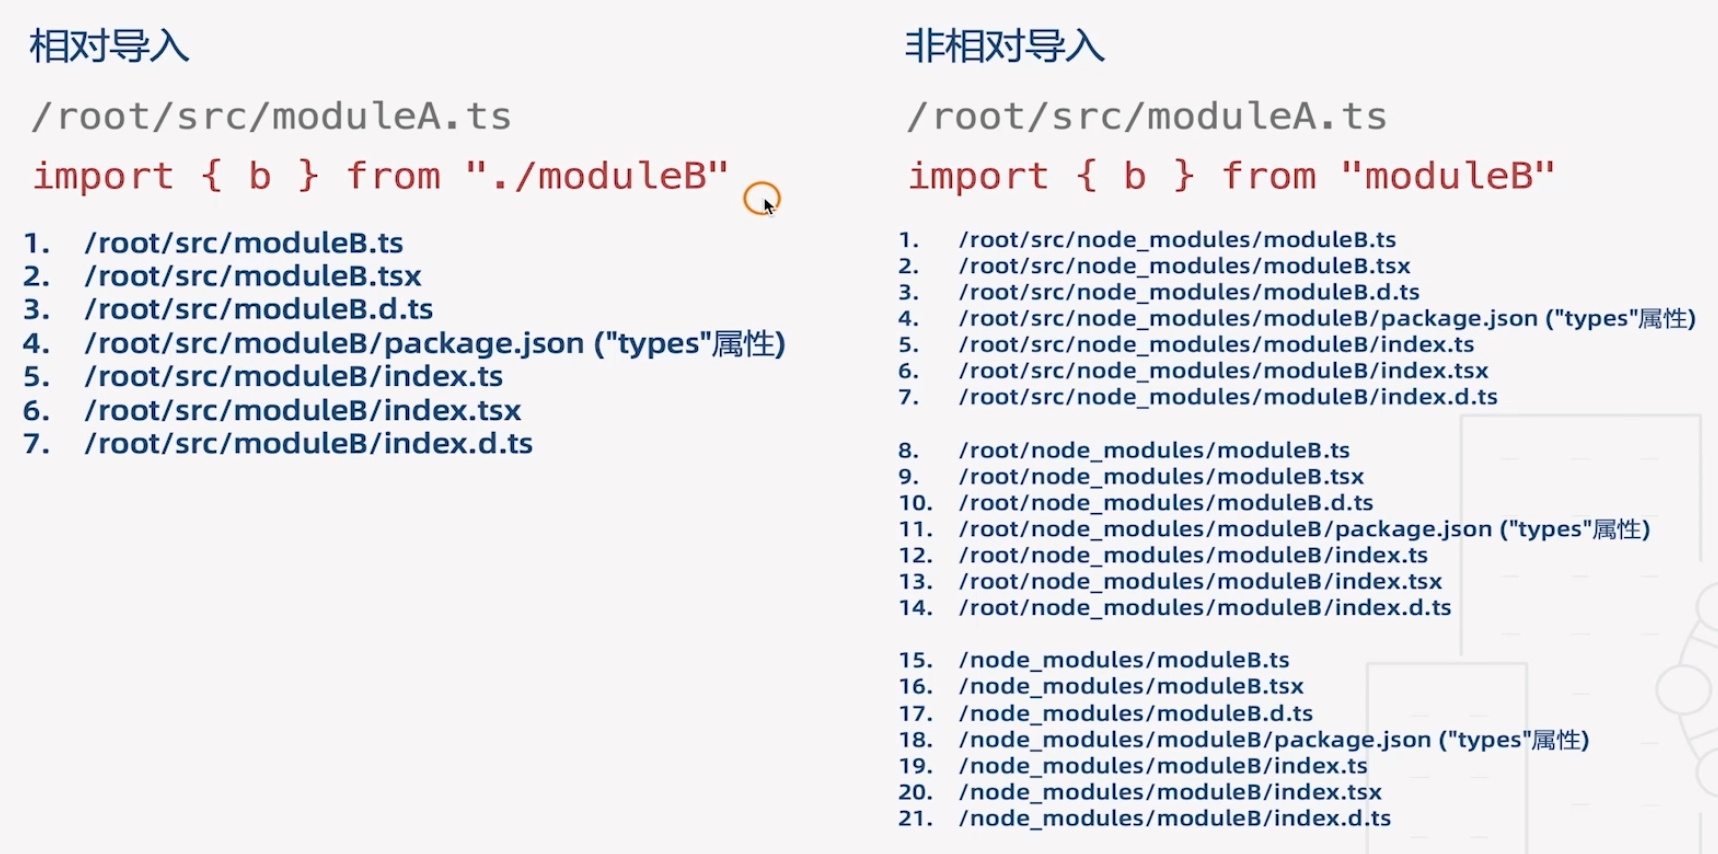 相对导入
/root/src/moduleA.ts
import { b } from "./moduleB"
1. /root/src/moduleB.ts
2. /root/src/moduleB.tsx
3. /root/src/moduleB.d.ts
4. /root/src/moduleB/package.json ("types"属性)
5. /root/src/moduleB/index.ts
6. /root/src/moduleB/index.tsx
7. /root/src/moduleB/index.d.ts
非相对导入
/root/src/moduleA.ts
import { b } from "moduleB"
1. /root/src/node_modules/moduleB.ts
2. /root/src/node_modules/moduleB.tsx
3. /root/src/node_modules/moduleB.d.ts
4. /root/src/node_modules/moduleB/package.json ("types"属性)
5. /root/src/node_modules/moduleB/index.ts
6. /root/src/node_modules/moduleB/index.tsx
7. /root/src/node_modules/moduleB/index.d.ts
8. /root/node_modules/moduleB.ts
9. /root/node_modules/moduleB.tsx
10. /root/node_modules/moduleB.d.ts
11. /root/node_modules/moduleB/package.json ("types"属性)
12. /root/node_modules/moduleB/index.ts
13. /root/node_modules/moduleB/index.tsx
14. /root/node_modules/moduleB/index.d.ts
15. /node_modules/moduleB.ts
16. /node_modules/moduleB.tsx
17. /node_modules/moduleB.d.ts
18. /node_modules/moduleB/package.json ("types"属性)
19. /node_modules/moduleB/index.ts
20. /node_modules/moduleB/index.tsx
21. /node_modules/moduleB/index.d.ts